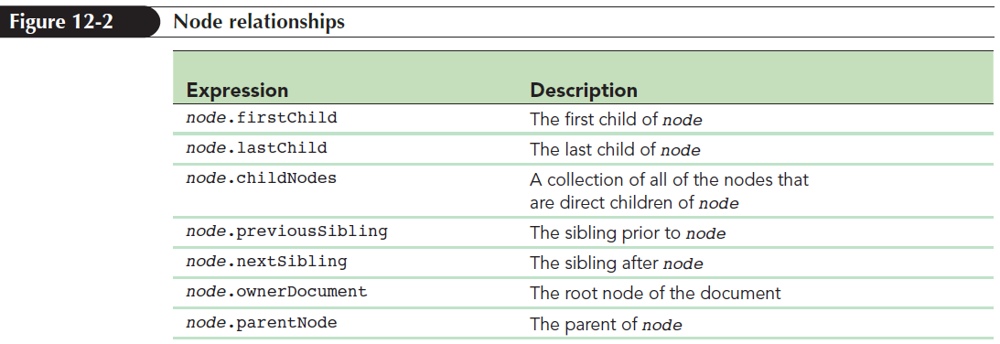 Figure 12-2 Node relationships
Expression Description
node.firstChild The first child of node
node.lastChild The last child of node
node.childNodes A collection of all of the nodes that
are direct children of node
node.previousSibling The sibling prior to node
node.nextSibling The sibling after node
node.ownerDocument The root node of the document
node.parentNode The parent of node